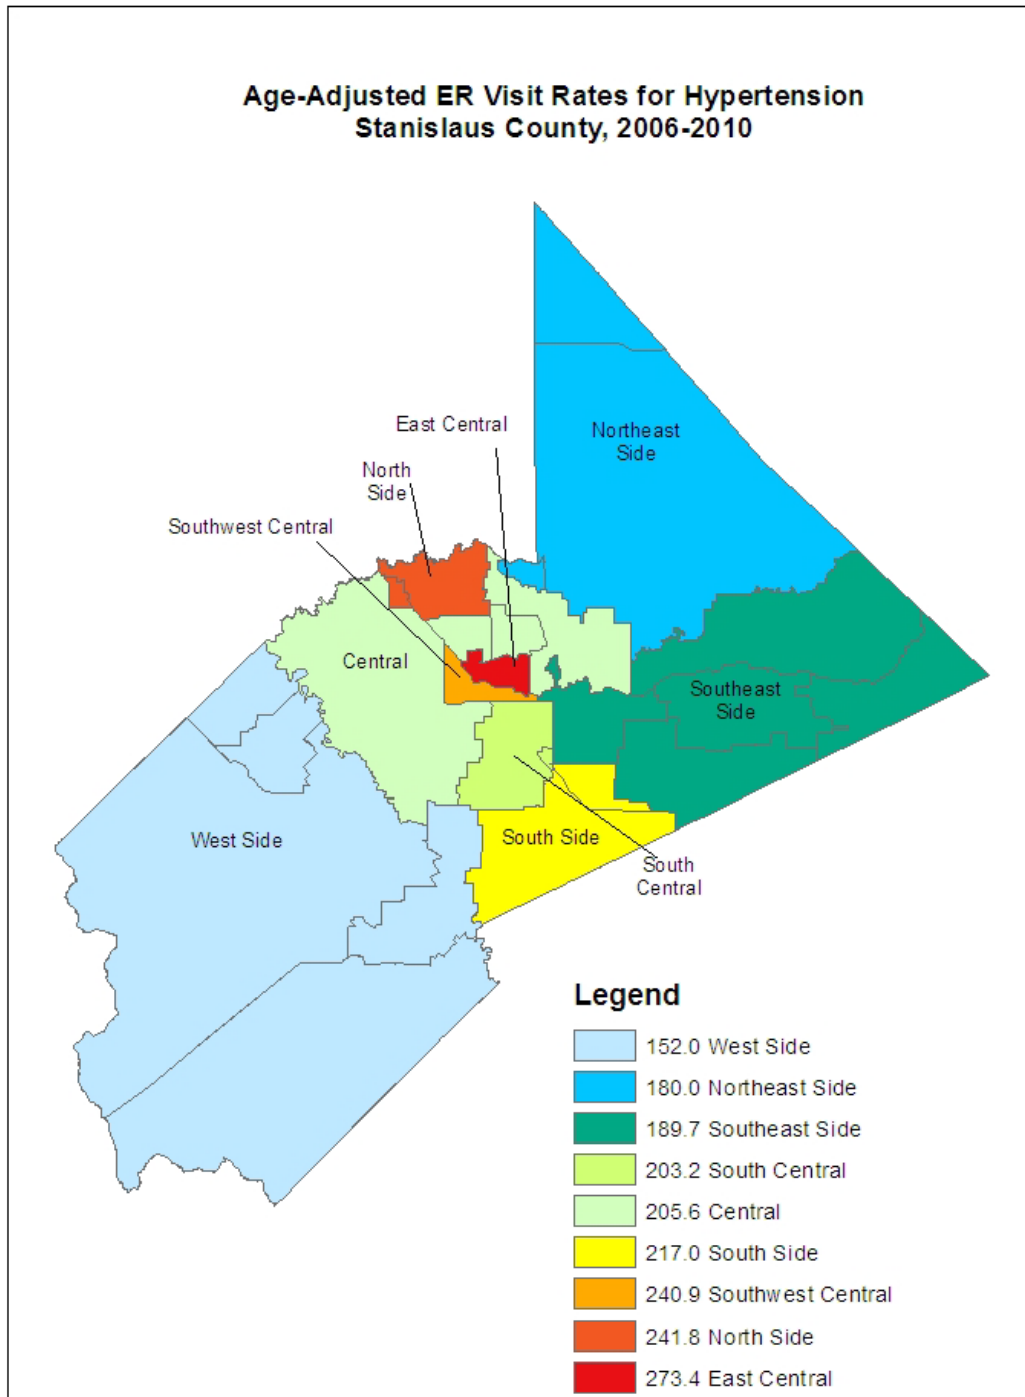 Age-Adjusted ER Visit Rates for Hypertension
Stanislaus County, 2006-2010
East Central
Northeast
Side
North
Side
Southwest Central
Central
Southeast
Side
West Side
South Side
South
Central
Legend
152.0 West Side
180.0 Northeast Side
189.7 Southeast Side
203.2 South Central
205.6 Central
217.0 South Side
240.9 Southwest Central
241.8 North Side
273.4 East Central